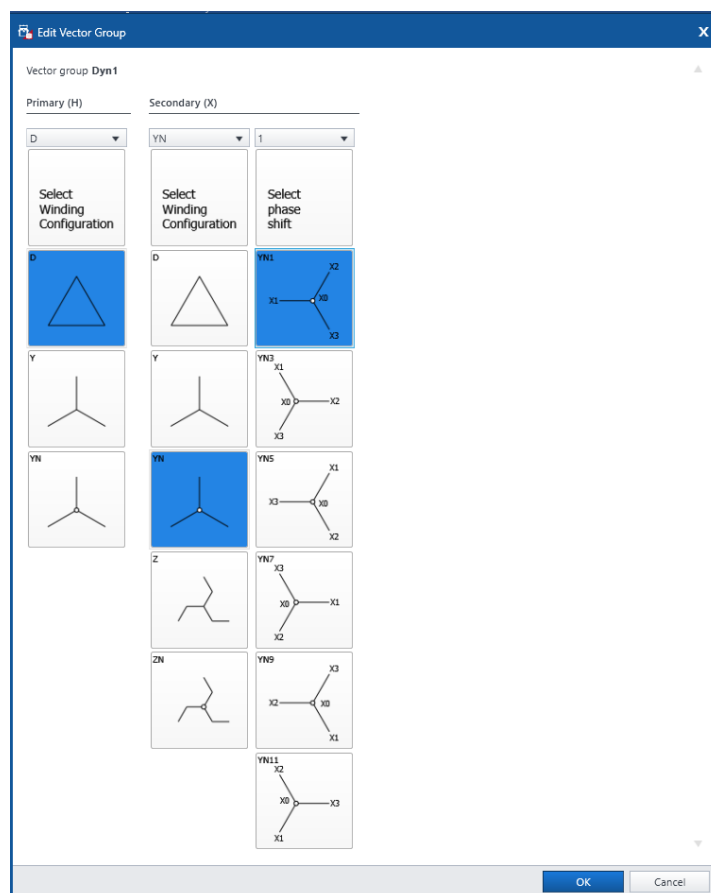 Edit Vector Group
X
Vector group Dyn1
Primary (H)
Secondary (X)
D
YN
1
Select
Winding
Configuration
Select
Winding
Configuration
Select
phase
shift
D
D
YN1
X2
X1
X0
X3
Y
Y
YN3
X1
X0
X2
X3
YN
YN
YN5
X1
X3
X0
X2
Z
YN7
X3
X0
X1
X2
ZN
YN9
X3
X2
X0
X1
YN11
X2
X0
X3
X1
OK
Cancel